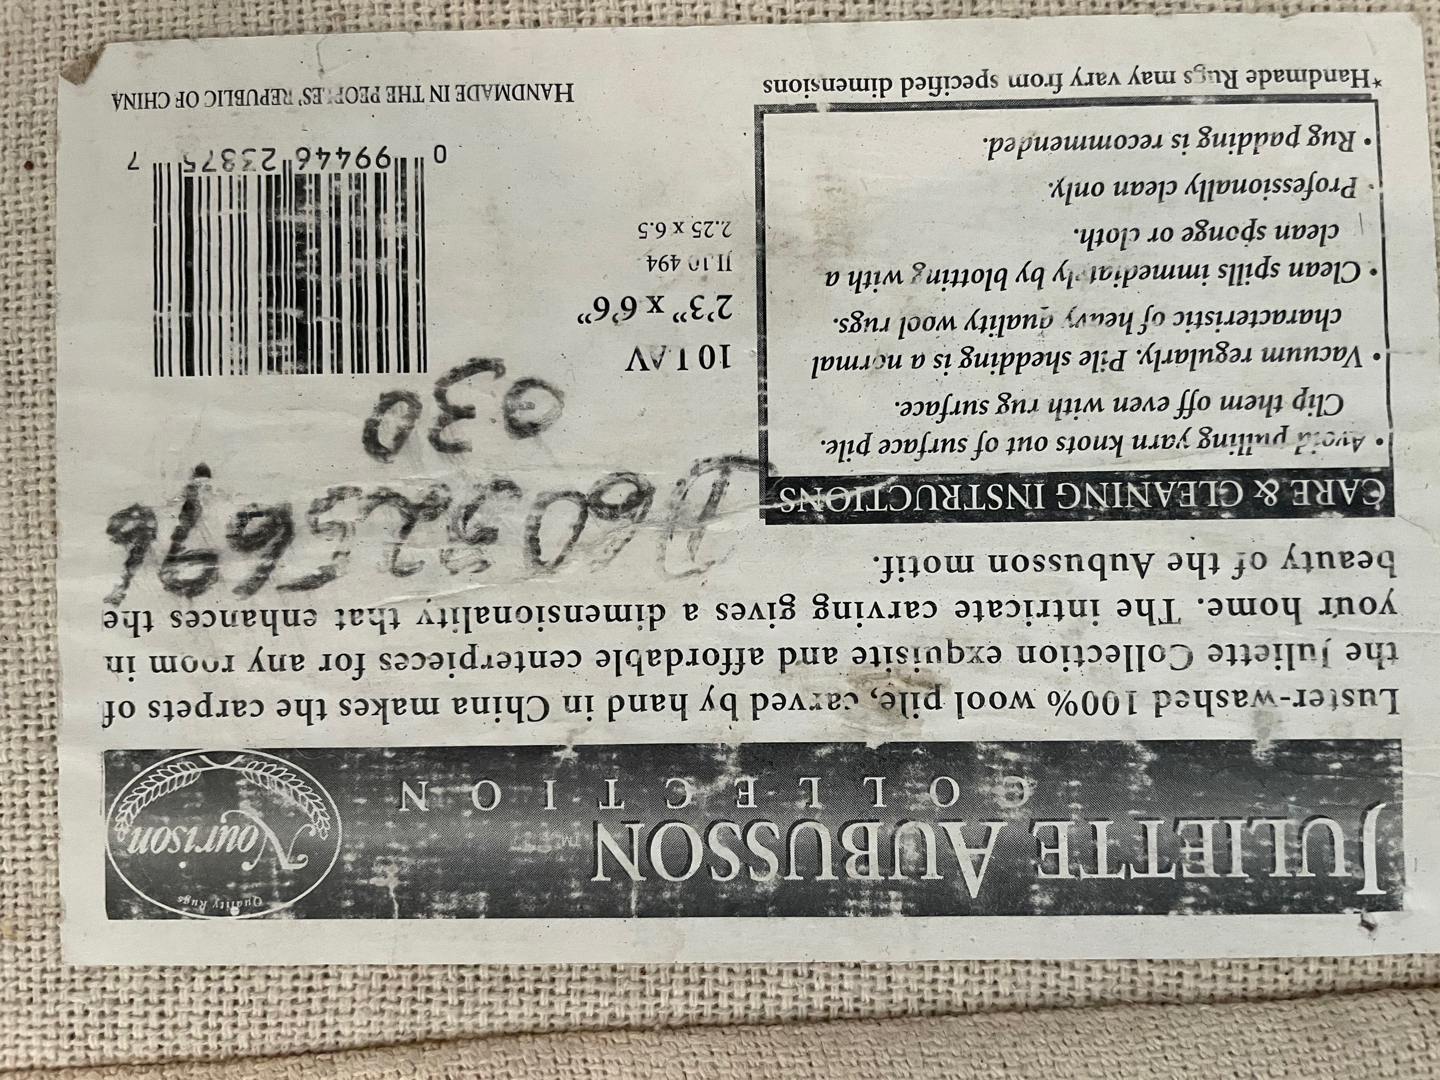 Quality Rugs
Nourison
JULIETTE AUBUSSON™
COLLECTION
Luster-washed 100% wool pile, carved by hand in China makes the carpets of
the Juliette Collection exquisite and affordable centerpieces for any room in
your home. The intricate carving gives a dimensionality that enhances the
beauty of the Aubusson motif.
CARE & CLEANING INSTRUCTIONS
• Avoid pulling yarn knots out of surface pile.
Clip them off even with rug surface.
• Vacuum regularly. Pile shedding is a normal
characteristic of heavy quality wool rugs.
• Clean spills immediately by blotting with a
clean sponge or cloth.
• Professionally clean only.
• Rug padding is recommended.
*Handmade Rugs may vary from specified dimensions
030
10 LAV
2'3" x 6'6"
494
2.25 x 6.5
0 99446 23375 7
HANDMADE IN THE PEOPLES' REPUBLIC OF CHINA